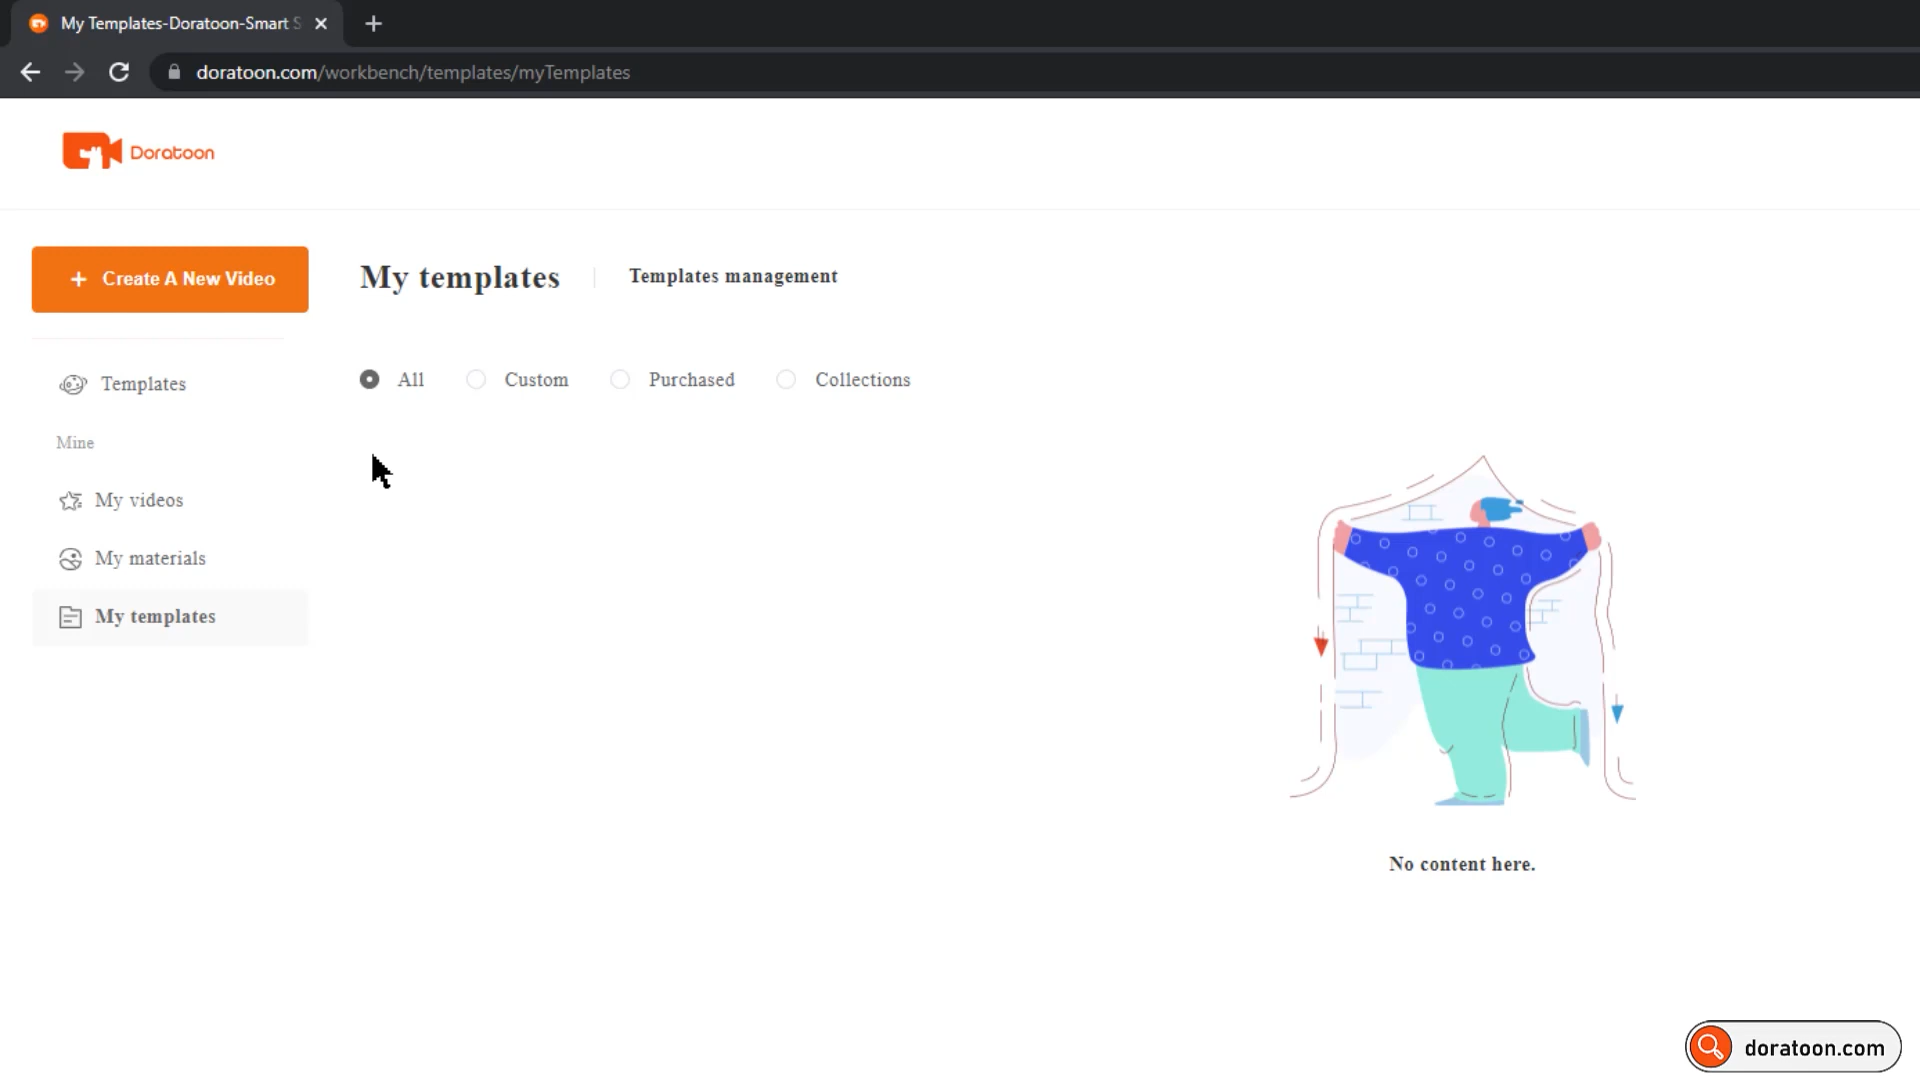 My Templates-Doratoon-Smart S
doratoon.com/workbench/templates/myTemplates
Doratoon
+ Create A New Video
My templates
Templates management
Templates
All
Custom
Purchased
Collections
Mine
My videos
My materials
My templates
No content here.
doratoon.com